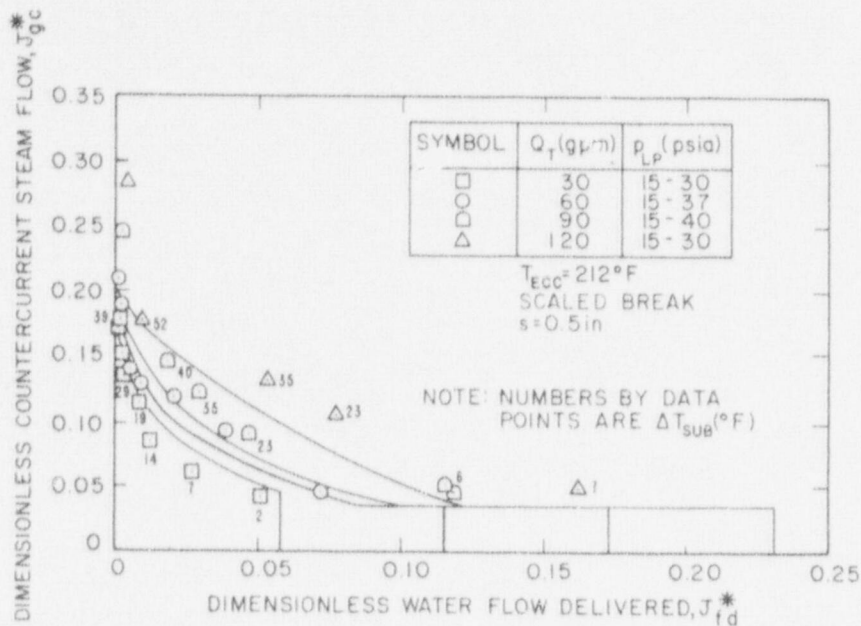 DIMENSIONLESS COUNTERCURRENT STEAM FLOW, J*gc
0.35
0.30
0.25
0.20
0.15
0.10
0.05
0
SYMBOL QT(gpm) pLP(psia)
□ 30 15-30
○ 60 15-37
90 15-40
△ 120 15-30
TECC=212°F
SCALED BREAK
s=0.5in
NOTE: NUMBERS BY DATA
POINTS ARE ΔTSUB(°F)
39
52
40
35
55
23
29
19
23
14
7
6
2
1
0 0.05 0.10 0.15 0.20 0.25
DIMENSIONLESS WATER FLOW DELIVERED, J*fd